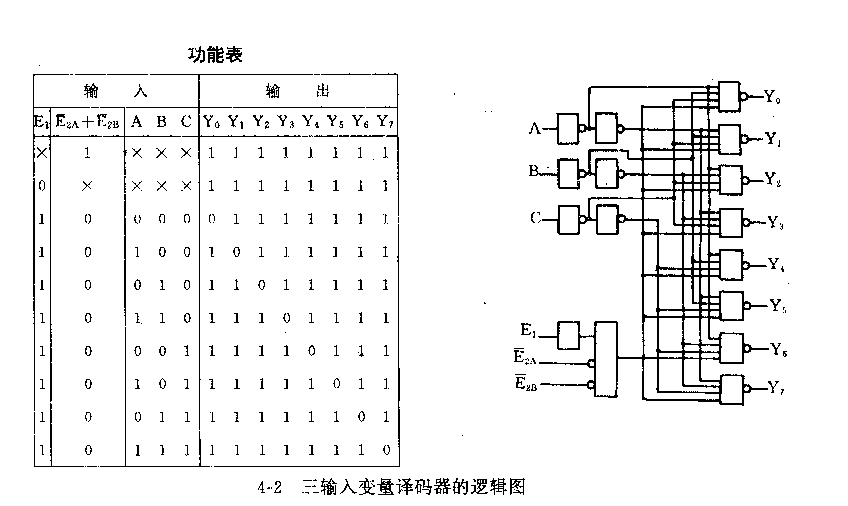 功能表
输 入 输 出
E₁ E̅₂ₐ+E̅₂ʙ A B C Y₀ Y₁ Y₂ Y₃ Y₄ Y₅ Y₆ Y₇
× 1 × × × 1 1 1 1 1 1 1 1
0 × × × × 1 1 1 1 1 1 1 1
1 0 0 0 0 0 1 1 1 1 1 1 1
1 0 1 0 0 1 0 1 1 1 1 1 1
1 0 0 1 0 1 1 0 1 1 1 1 1
1 0 1 1 0 1 1 1 0 1 1 1 1
1 0 0 0 1 1 1 1 1 0 1 1 1
1 0 1 0 1 1 1 1 1 1 0 1 1
1 0 0 1 1 1 1 1 1 1 1 0 1
1 0 1 1 1 1 1 1 1 1 1 1 0
Y₀
A
Y₁
B
Y₂
C
Y₃
Y₄
Y₅
E₁
Y₆
E̅₂ₐ
E̅₂ʙ
Y₇
4-2 三输入变量译码器的逻辑图